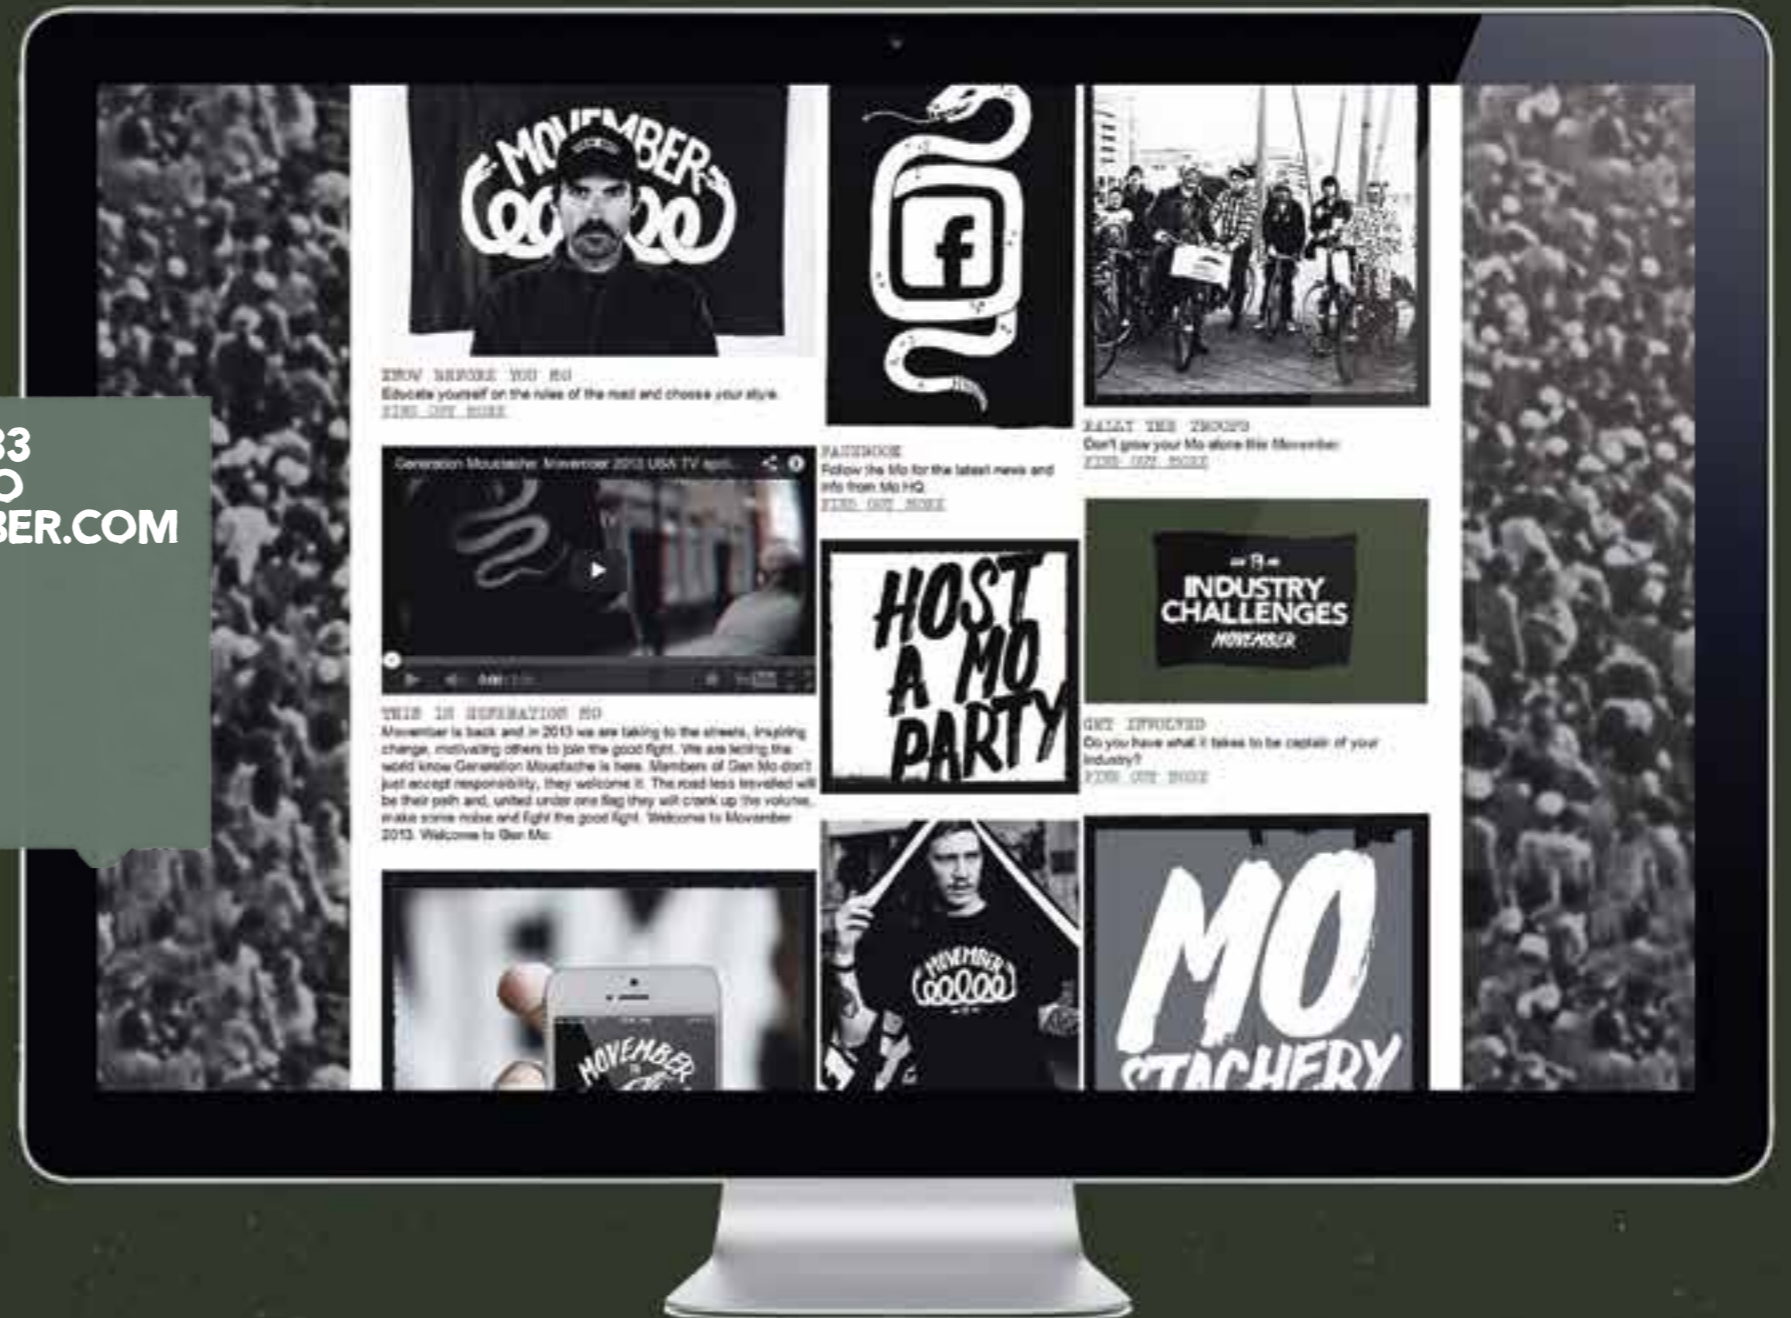 33
O
BER.COM
MOVEMBER
KNOW BEFORE YOU MO
Educate yourself on the rules of the road and choose your style.
FIND OUT MORE
Generation Moustache: Movember 2013 USA TV spot...
0:00
THIS IS GENERATION MO
Movember is back and in 2013 we are taking to the streets, inspiring
change, motivating others to join the good fight. We are letting the
world know Generation Moustache is here. Members of Gen Mo don't
just accept responsibility, they welcome it. The road less travelled will
be their path and, united under one flag they will crank up the volume,
make some noise and fight the good fight. Welcome to Movember
2013. Welcome to Gen Mo.
MOVEMBER
f
FACEBOOK
Follow the Mo for the latest news and
info from Mo HQ.
FIND OUT MORE
HOST
A MO
PARTY
MOVEMBER
RALLY THE TROOPS
Don't grow your Mo alone this Movember.
FIND OUT MORE
INDUSTRY
CHALLENGES
MOVEMBER
GET INVOLVED
Do you have what it takes to be captain of your
industry?
FIND OUT MORE
MO
STACHERY